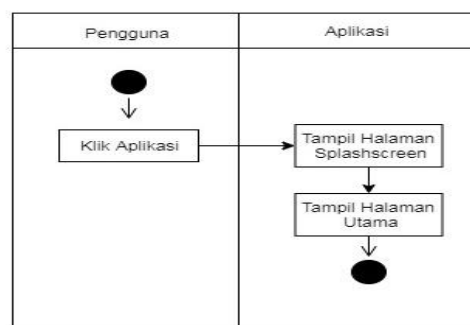 Pengguna
Aplikasi
Klik Aplikasi
Tampil Halaman
Splashscreen
Tampil Halaman
Utama